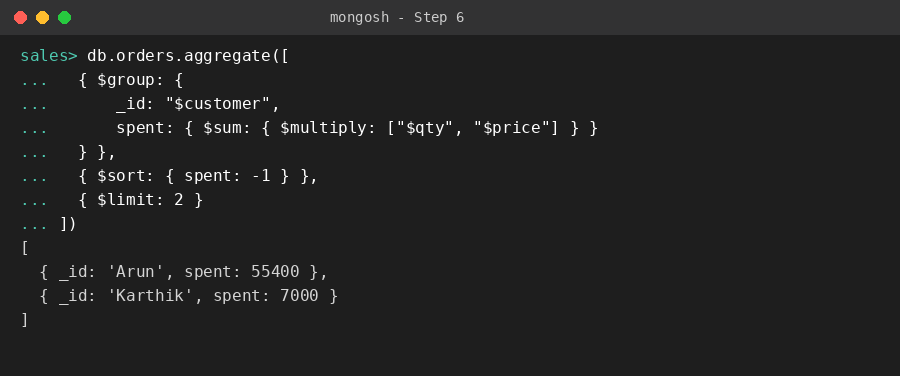 mongosh - Step 6
sales> db.orders.aggregate([
...   { $group: {
...       _id: "$customer",
...       spent: { $sum: { $multiply: ["$qty", "$price"] } }
...   } },
...   { $sort: { spent: -1 } },
...   { $limit: 2 }
... ])
[
  { _id: 'Arun', spent: 55400 },
  { _id: 'Karthik', spent: 7000 }
]